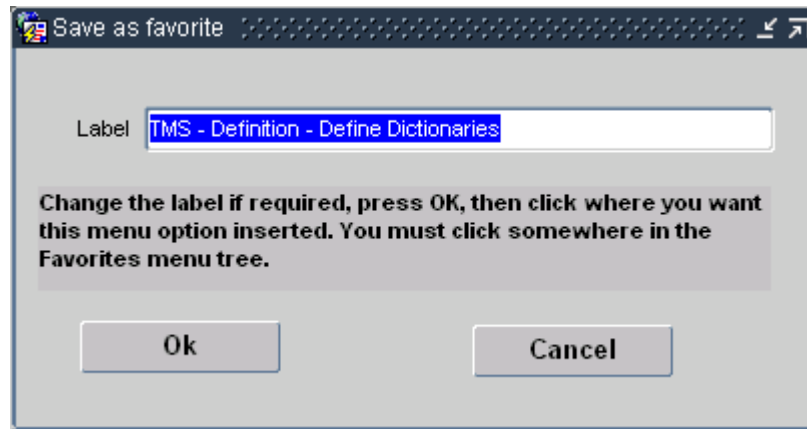 Save as favorite
Label TMS - Definition - Define Dictionaries
Change the label if required, press OK, then click where you want
this menu option inserted. You must click somewhere in the
Favorites menu tree.
Ok Cancel